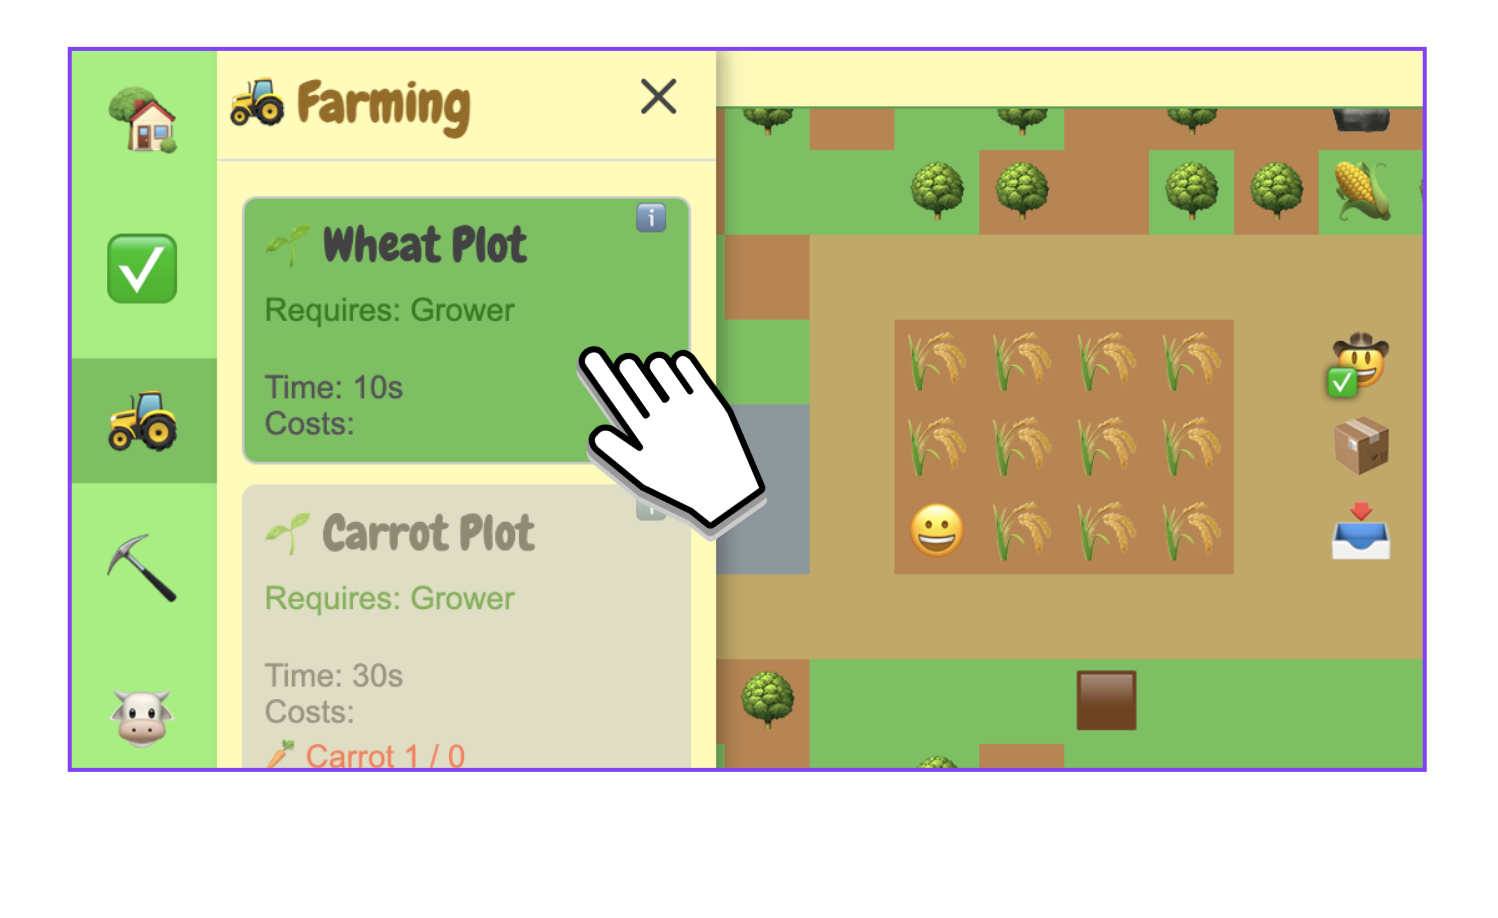 Farming
Wheat Plot
Requires: Grower
Time: 10s
Costs:
Carrot Plot
Requires: Grower
Time: 30s
Costs:
Carrot 1 / 0